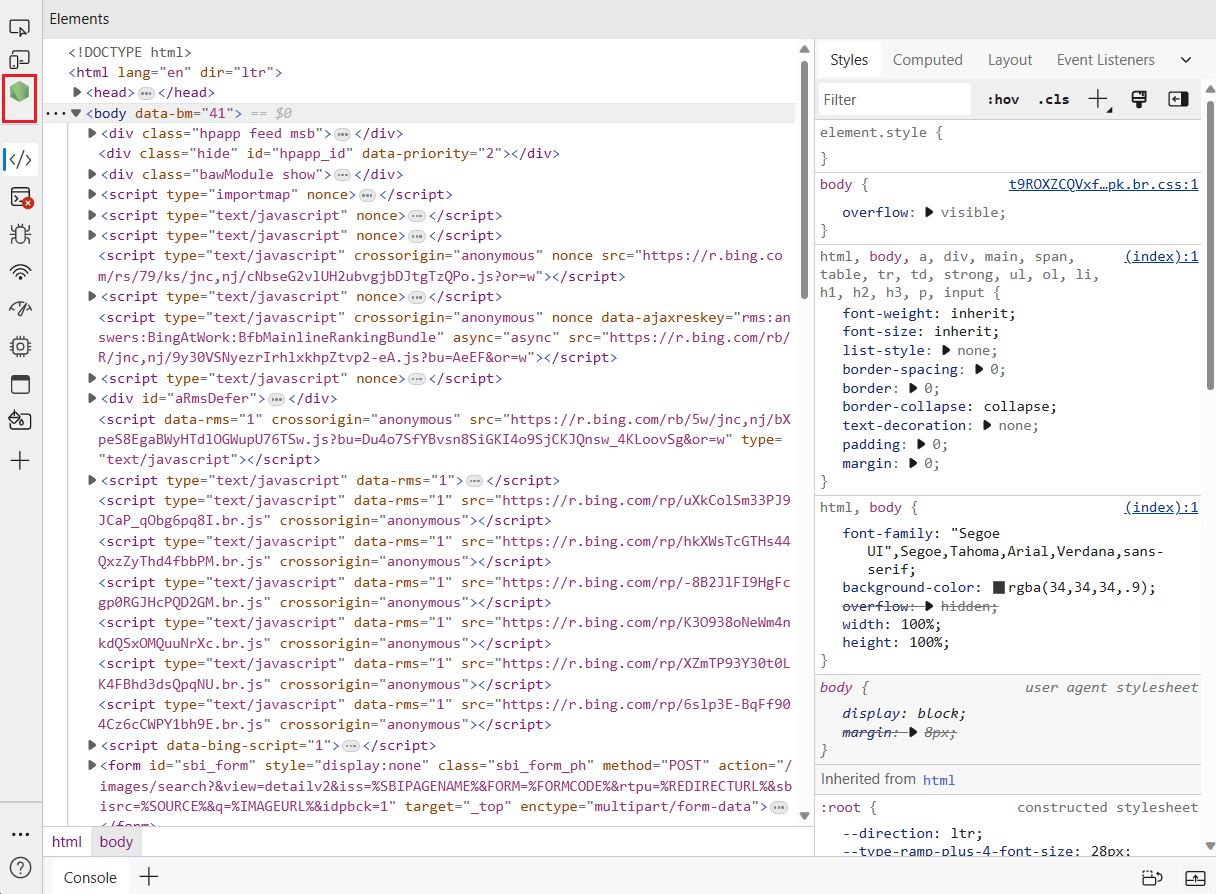 Elements
<!DOCTYPE html>
<html lang="en" dir="ltr">
<head> ⋯ </head>
··· <body data-bm="41"> == $0
<div class="hpapp feed msb"> ⋯ </div>
<div class="hide" id="hpapp_id" data-priority="2"></div>
<div class="bawModule show"> ⋯ </div>
<script type="importmap" nonce> ⋯ </script>
<script type="text/javascript" nonce> ⋯ </script>
<script type="text/javascript" nonce> ⋯ </script>
<script type="text/javascript" crossorigin="anonymous" nonce src="https://r.bing.co
m/rs/79/ks/jnc,nj/cNbseG2vlUH2ubvgjbDJtgTzQPo.js?or=w"></script>
<script type="text/javascript" nonce> ⋯ </script>
<script type="text/javascript" crossorigin="anonymous" nonce data-ajaxreskey="rms:an
swers:BingAtWork:BfbMainlineRankingBundle" async="async" src="https://r.bing.com/rb/
R/jnc,nj/9y30VSNyezrIrhlxkhpZtvp2-eA.js?bu=AeEF&or=w"></script>
<script type="text/javascript" nonce> ⋯ </script>
<div id="aRmsDefer"> ⋯ </div>
<script data-rms="1" crossorigin="anonymous" src="https://r.bing.com/rb/5w/jnc,nj/bX
peS8EgaBWyHTdlOGWupU76TSw.js?bu=Du4o7SfYBvsn8SiGKI4o9SjCKJQnsw_4KLoovSg&or=w" type=
"text/javascript"></script>
<script type="text/javascript" data-rms="1"> ⋯ </script>
<script type="text/javascript" data-rms="1" src="https://r.bing.com/rp/uXkColSm33PJ9
JCaP_qObg6pq8I.br.js" crossorigin="anonymous"></script>
<script type="text/javascript" data-rms="1" src="https://r.bing.com/rp/hkXWsTcGTHs44
QxzZyThd4fbbPM.br.js" crossorigin="anonymous"></script>
<script type="text/javascript" data-rms="1" src="https://r.bing.com/rp/-8B2JlFI9HgFc
gp0RGJHcPQD2GM.br.js" crossorigin="anonymous"></script>
<script type="text/javascript" data-rms="1" src="https://r.bing.com/rp/K3O938oNeWm4n
kdQSxOMQuuNrXc.br.js" crossorigin="anonymous"></script>
<script type="text/javascript" data-rms="1" src="https://r.bing.com/rp/XZmTP93Y30t0L
K4FBhd3dsQpqNU.br.js" crossorigin="anonymous"></script>
<script type="text/javascript" data-rms="1" src="https://r.bing.com/rp/6slp3E-BqFf90
4Cz6cCWPY1bh9E.br.js" crossorigin="anonymous"></script>
<script data-bing-script="1"> ⋯ </script>
<form id="sbi_form" style="display:none" class="sbi_form_ph" method="POST" action="/
images/search?&view=detailv2&iss=%SBIPAGENAME%&FORM=%FORMCODE%&rtpu=%REDIRECTURL%&sb
isrc=%SOURCE%&q=%IMAGEURL%&idpbck=1" target="_top" enctype="multipart/form-data"> ⋯
</form>
html body
Console
Styles Computed Layout Event Listeners
Filter :hov .cls
element.style {
}
body { t9ROXZCQVxf…pk.br.css:1
overflow: visible;
}
html, body, a, div, main, span, (index):1
table, tr, td, strong, ul, ol, li,
h1, h2, h3, p, input {
font-weight: inherit;
font-size: inherit;
list-style: none;
border-spacing: 0;
border: 0;
border-collapse: collapse;
text-decoration: none;
padding: 0;
margin: 0;
}
html, body { (index):1
font-family: "Segoe
UI",Segoe,Tahoma,Arial,Verdana,sans-
serif;
background-color: rgba(34,34,34,.9);
overflow: hidden;
width: 100%;
height: 100%;
}
body { user agent stylesheet
display: block;
margin: 8px;
}
Inherited from html
:root { constructed stylesheet
--direction: ltr;
--type-ramp-plus-4-font-size: 28px;